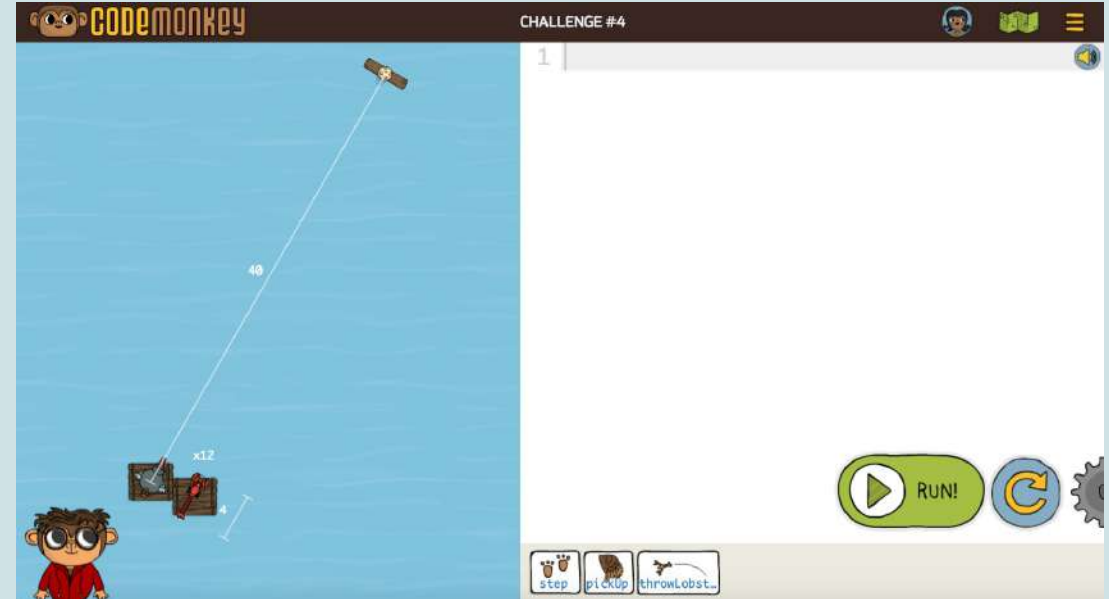 CODEMONKEY
CHALLENGE #4
1
40
x12
4
RUN!
step
pickUp
throwLobst...